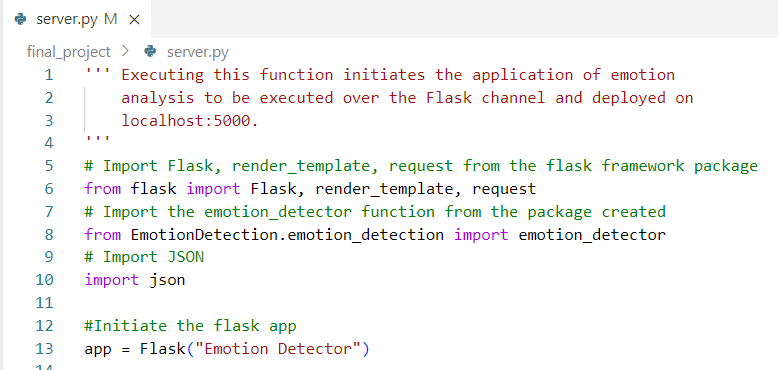 server.py M ×
final_project > server.py
1 ''' Executing this function initiates the application of emotion
2     analysis to be executed over the Flask channel and deployed on
3     localhost:5000.
4 '''
5 # Import Flask, render_template, request from the flask framework package
6 from flask import Flask, render_template, request
7 # Import the emotion_detector function from the package created
8 from EmotionDetection.emotion_detection import emotion_detector
9 # Import JSON
10 import json
11
12 #Initiate the flask app
13 app = Flask("Emotion Detector")
14